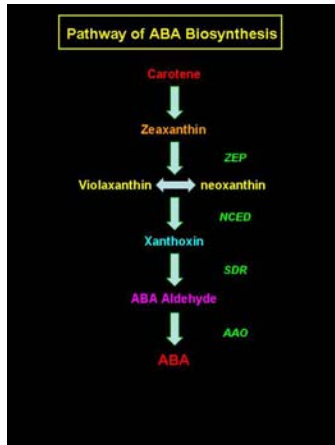 Pathway of ABA Biosynthesis
Carotene
Zeaxanthin
ZEP
Violaxanthin neoxanthin
NCED
Xanthoxin
SDR
ABA Aldehyde
AAO
ABA